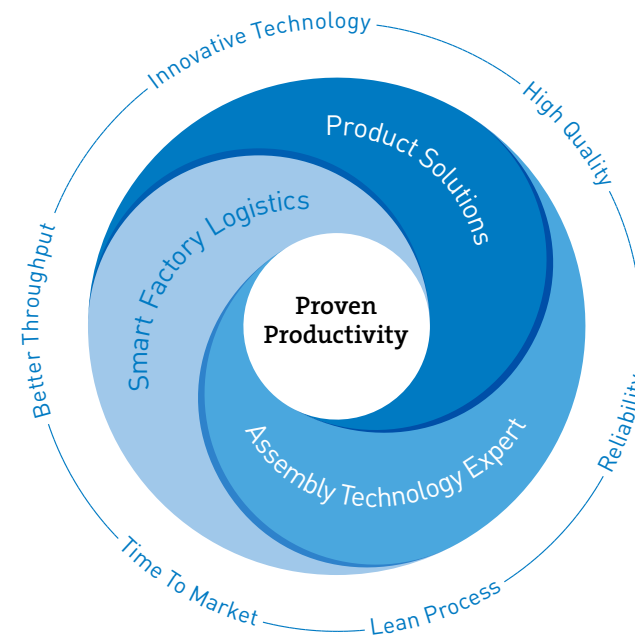 Innovative Technology
High Quality
Reliability
Lean Process
Time To Market
Better Throughput
Product Solutions
Assembly Technology Expert
Smart Factory Logistics
Proven
Productivity